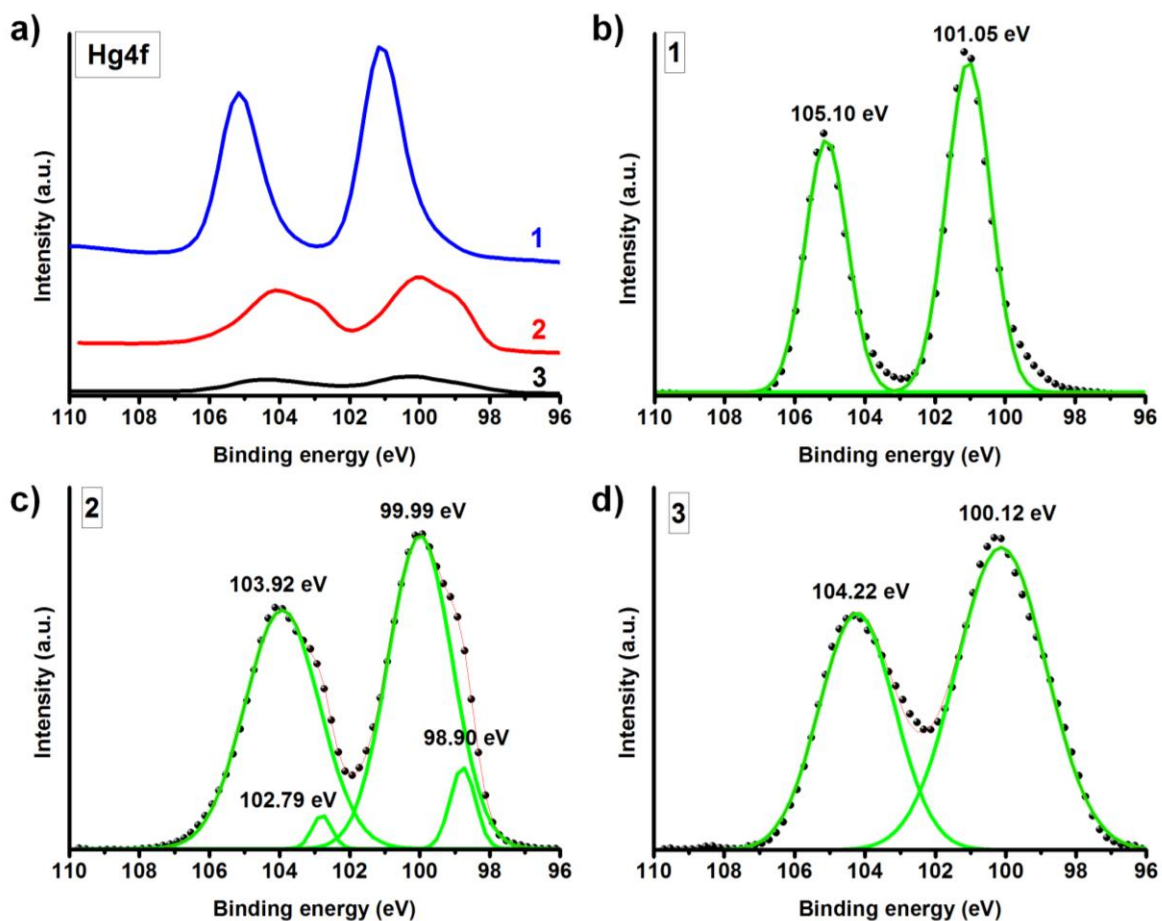 a)
Hg4f
1
2
3
Intensity (a.u.)
110 108 106 104 102 100 98 96
Binding energy (eV)
b)
1
101.05 eV
105.10 eV
Intensity (a.u.)
110 108 106 104 102 100 98 96
Binding energy (eV)
c)
2
99.99 eV
103.92 eV
98.90 eV
102.79 eV
Intensity (a.u.)
110 108 106 104 102 100 98 96
Binding energy (eV)
d)
3
100.12 eV
104.22 eV
Intensity (a.u.)
110 108 106 104 102 100 98 96
Binding energy (eV)